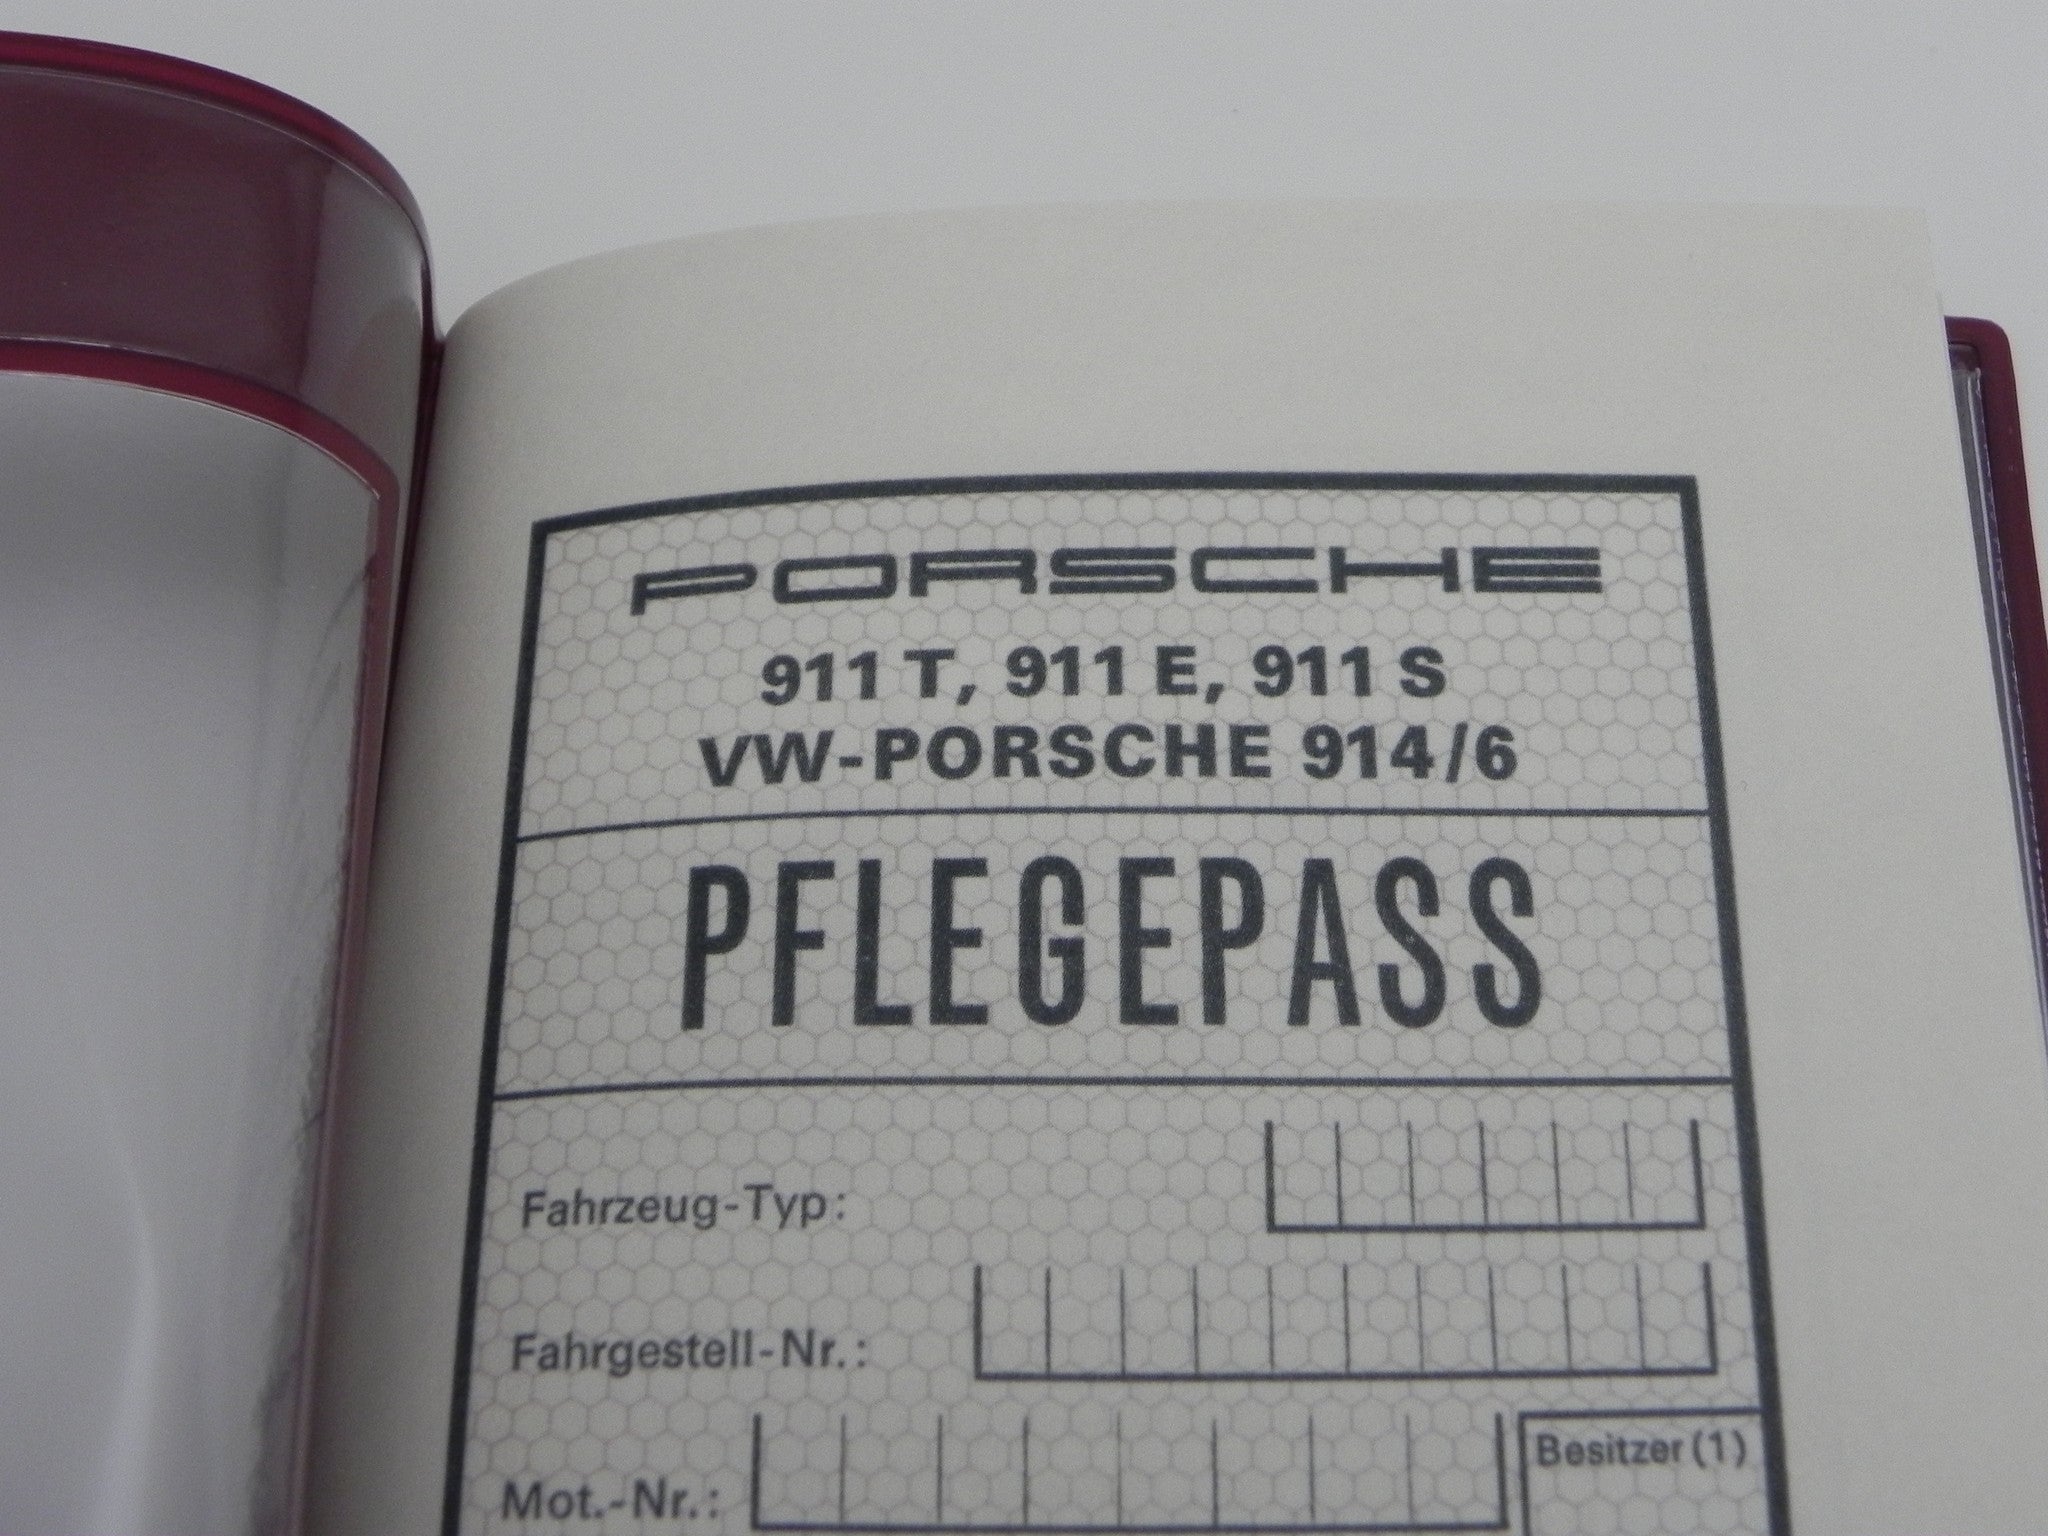 PORSCHE
911 T, 911 E, 911 S
VW-PORSCHE 914/6
PFLEGEPASS
Fahrzeug-Typ:
Fahrgestell-Nr.:
Mot.-Nr.:
Besitzer (1)